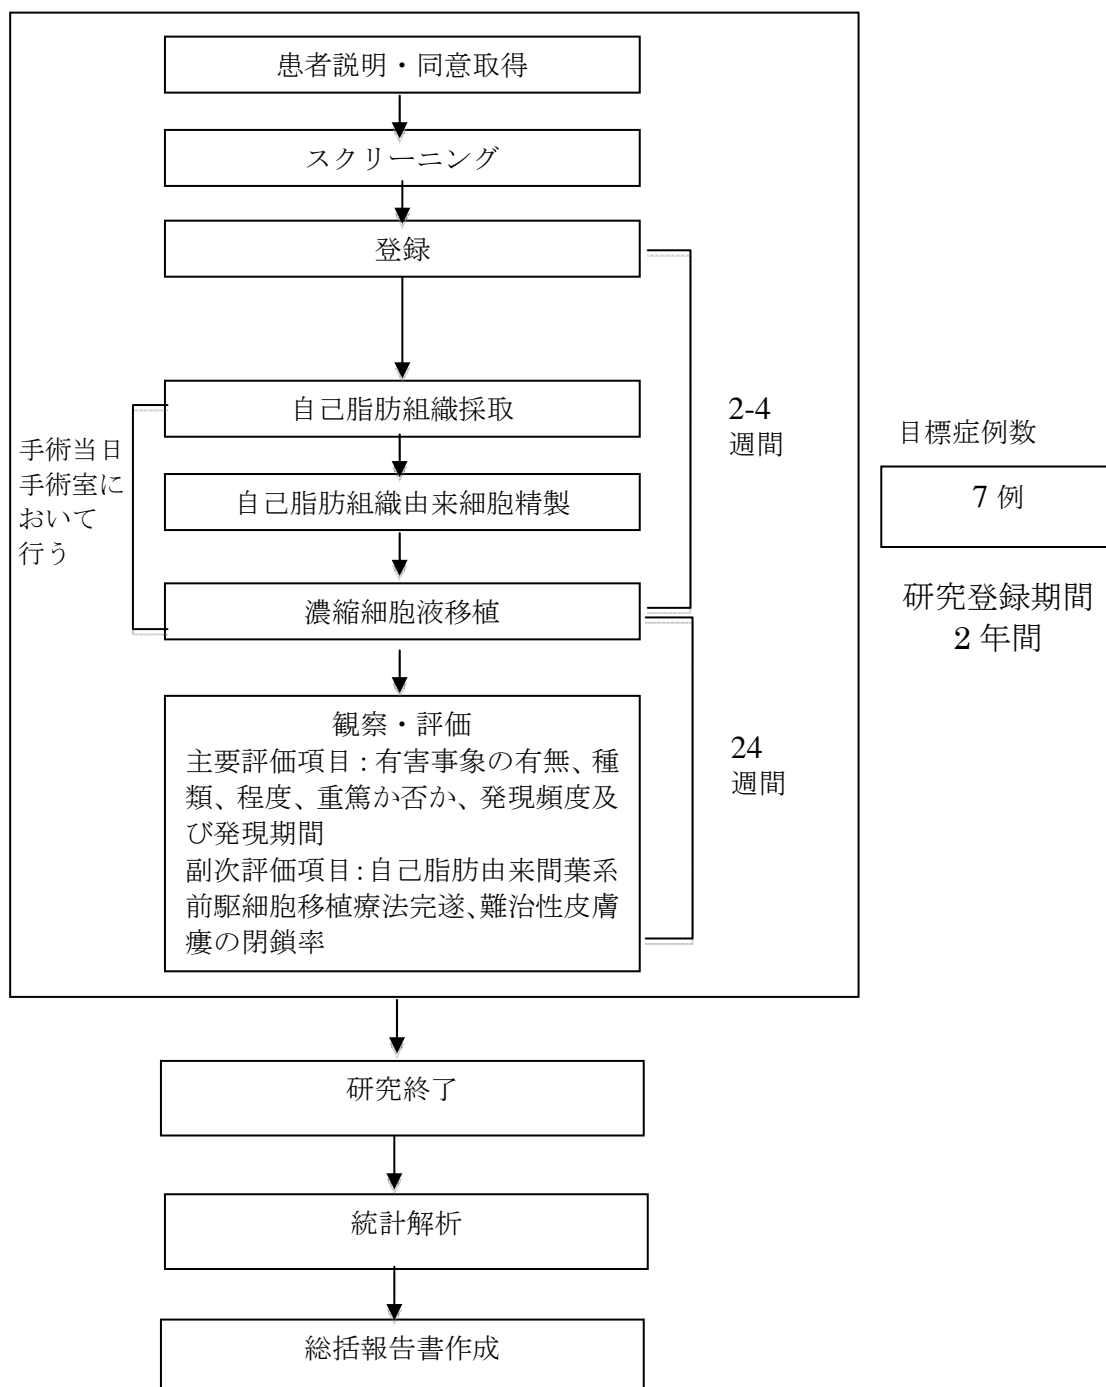 患者説明・同意取得
スクリーニング
登録
自己脂肪組織採取
自己脂肪組織由来細胞精製
濃縮細胞液移植
手術当日
手術室に
おいて
行う
2-4
週間
観察・評価
主要評価項目：有害事象の有無、種
類、程度、重篤か否か、発現頻度及
び発現期間
副次評価項目：自己脂肪由来間葉系
前駆細胞移植療法完遂、難治性皮膚
瘻の閉鎖率
24
週間
目標症例数
7 例
研究登録期間
2 年間
研究終了
統計解析
総括報告書作成